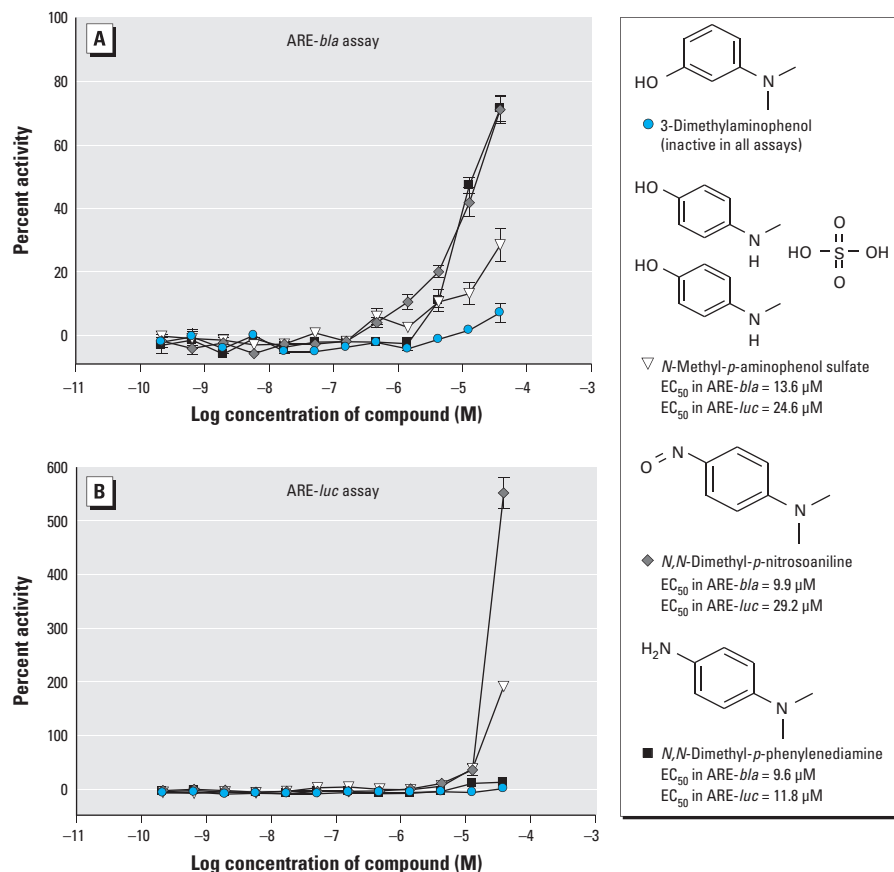 A
ARE-bla assay
Percent activity
100
80
60
40
20
0
−11
−10
−9
−8
−7
−6
−5
−4
−3
Log concentration of compound (M)
B
ARE-luc assay
Percent activity
600
500
400
300
200
100
0
−11
−10
−9
−8
−7
−6
−5
−4
−3
Log concentration of compound (M)
HO
N
3-Dimethylaminophenol
(inactive in all assays)
HO
N
H
HO
N
H
O
HO S OH
O
N-Methyl-p-aminophenol sulfate
EC50 in ARE-bla = 13.6 µM
EC50 in ARE-luc = 24.6 µM
N
O
N
N,N-Dimethyl-p-nitrosoaniline
EC50 in ARE-bla = 9.9 µM
EC50 in ARE-luc = 29.2 µM
H2N
N
N,N-Dimethyl-p-phenylenediamine
EC50 in ARE-bla = 9.6 µM
EC50 in ARE-luc = 11.8 µM